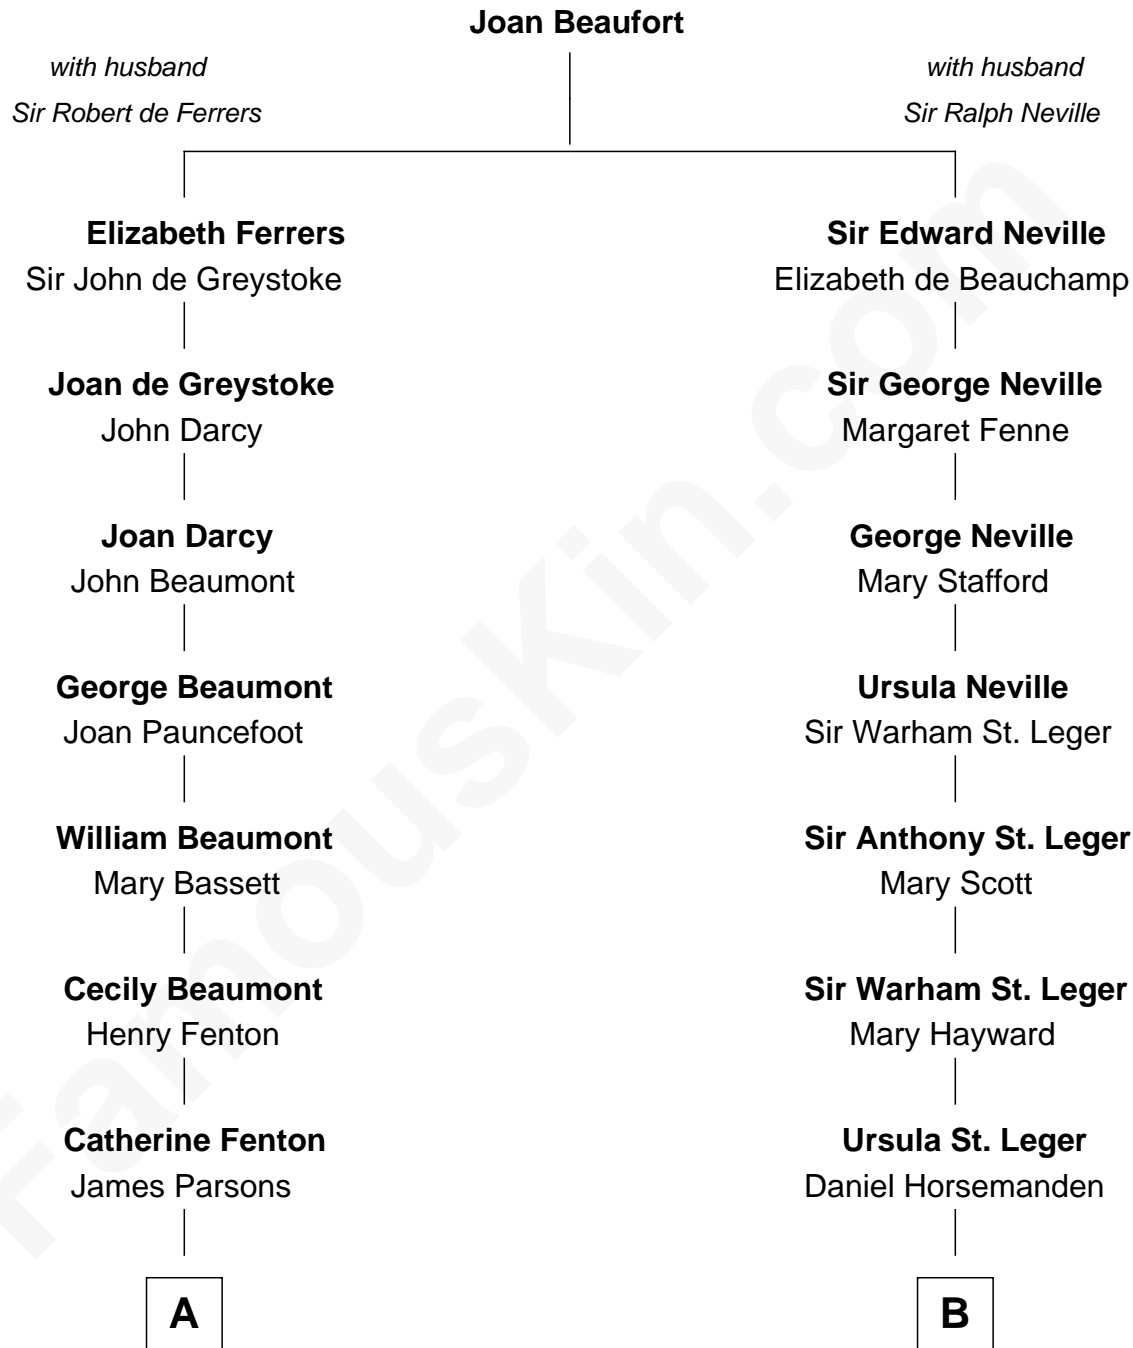 Joan Beaufort
with husband
Sir Robert de Ferrers
with husband
Sir Ralph Neville
Elizabeth Ferrers
Sir John de Greystoke
Sir Edward Neville
Elizabeth de Beauchamp
Joan de Greystoke
John Darcy
Sir George Neville
Margaret Fenne
Joan Darcy
John Beaumont
George Neville
Mary Stafford
George Beaumont
Joan Pauncefoot
Ursula Neville
Sir Warham St. Leger
William Beaumont
Mary Bassett
Sir Anthony St. Leger
Mary Scott
Cecily Beaumont
Henry Fenton
Sir Warham St. Leger
Mary Hayward
Catherine Fenton
James Parsons
Ursula St. Leger
Daniel Horsemanden
A
B
FamousKin.com